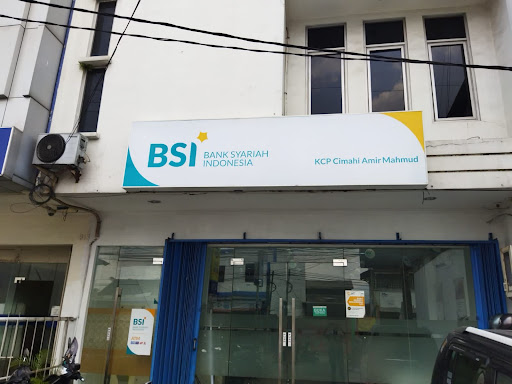 BSI
BANK SYARIAH
INDONESIA
KCP Cimahi Amir Mahmud
BSI